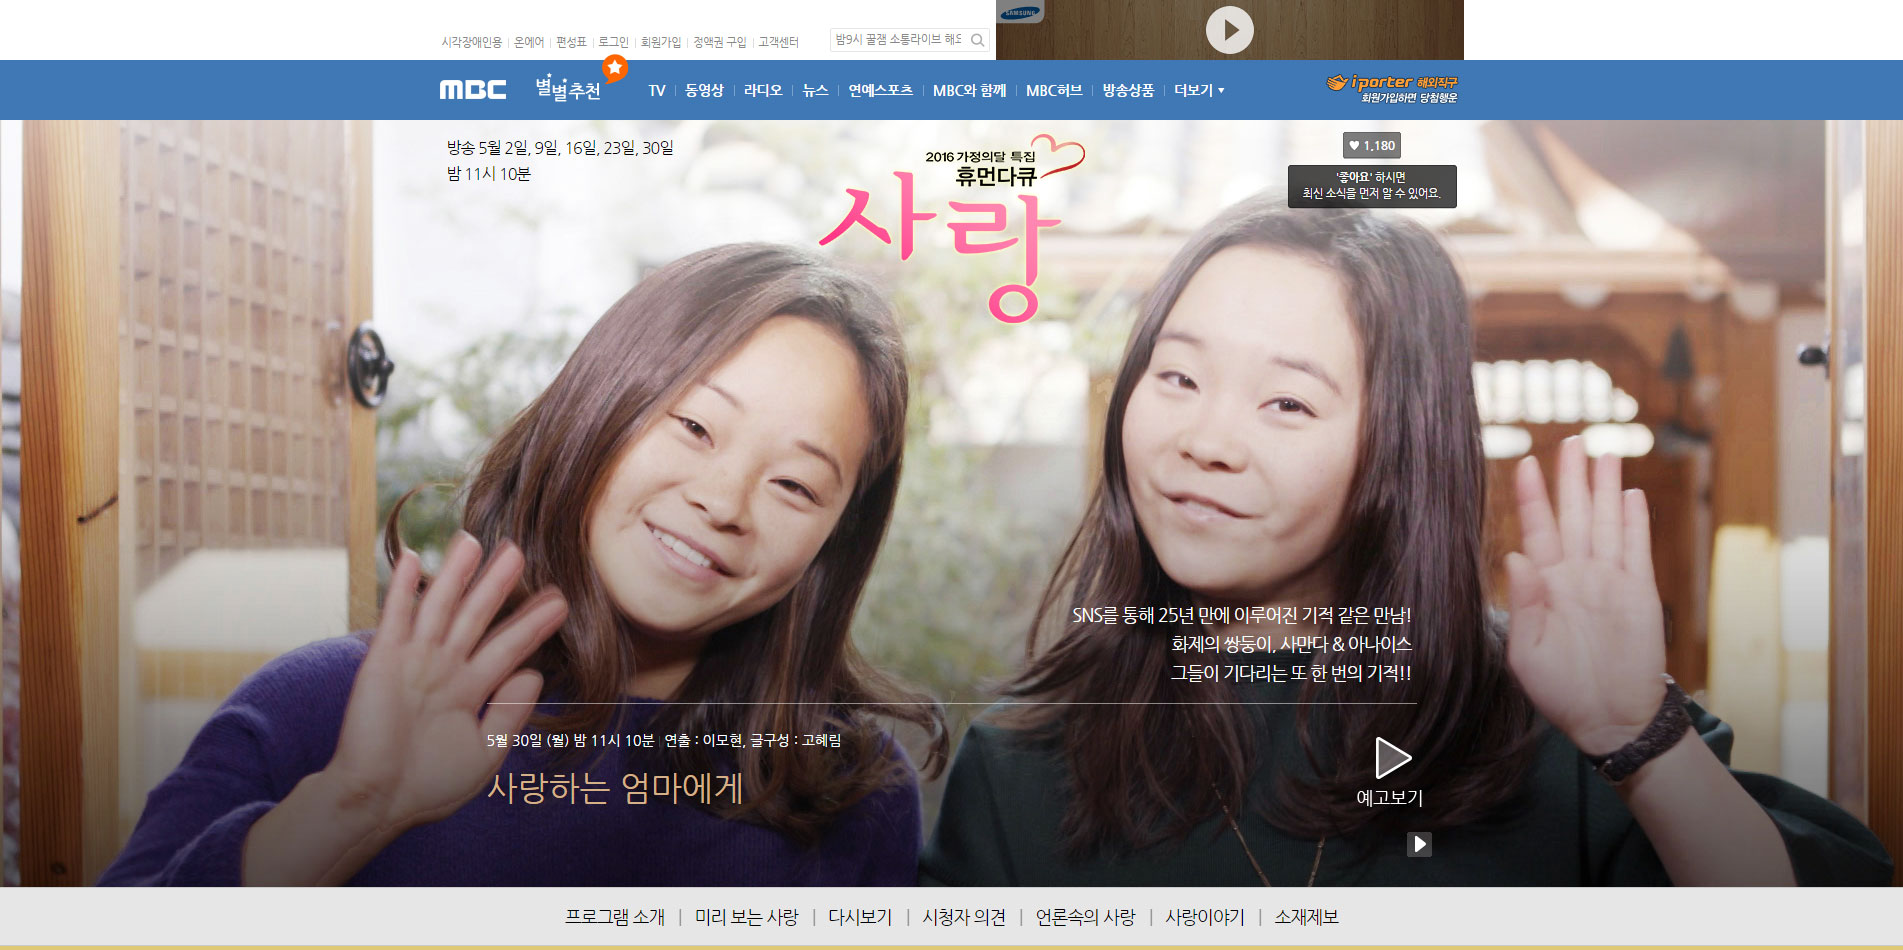 SAMSUNG
시각장애인용 | 온에어 | 편성표 | 로그인 | 회원가입 | 정액권 구입 | 고객센터
밤9시 꿀잼 소통라이브 해요
MBC
별별추천
TV | 동영상 | 라디오 | 뉴스 | 연예스포츠 | MBC와 함께 | MBC허브 | 방송상품 | 더보기
iporter 해외직구
회원가입하면 당첨행운
방송 5월 2일, 9일, 16일, 23일, 30일
밤 11시 10분
2016 가정의달 특집
휴먼다큐
사랑
1,180
'좋아요' 하시면
최신 소식을 먼저 알 수 있어요.
SNS를 통해 25년 만에 이루어진 기적 같은 만남!
화제의 쌍둥이, 사만다 & 아나이스
그들이 기다리는 또 한 번의 기적!!
5월 30일 (월) 밤 11시 10분 | 연출 : 이모현, 글구성 : 고혜림
사랑하는 엄마에게
예고보기
프로그램 소개 | 미리 보는 사랑 | 다시보기 | 시청자 의견 | 언론속의 사랑 | 사랑이야기 | 소재제보